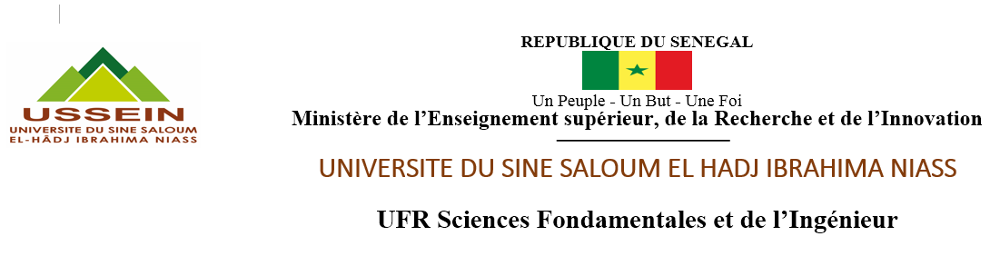 USSEIN
UNIVERSITE DU SINE SALOUM
EL-HÂDJ IBRAHIMA NIASS
REPUBLIQUE DU SENEGAL
Un Peuple - Un But - Une Foi
Ministère de l’Enseignement supérieur, de la Recherche et de l’Innovation
UNIVERSITE DU SINE SALOUM EL HADJ IBRAHIMA NIASS
UFR Sciences Fondamentales et de l’Ingénieur